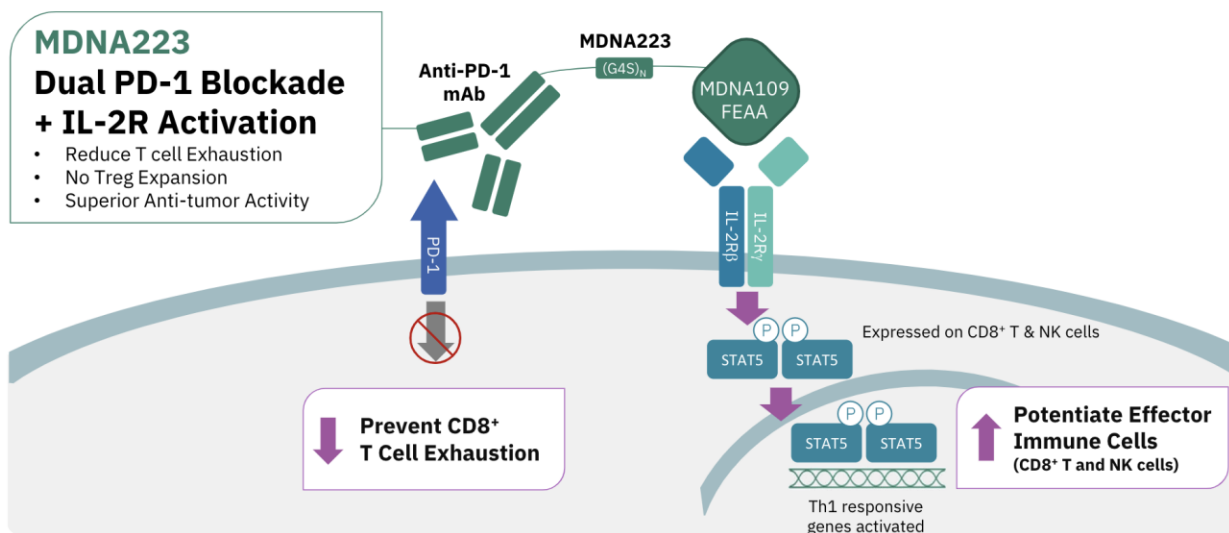 MDNA223
Dual PD-1 Blockade
+ IL-2R Activation
• Reduce T cell Exhaustion
• No Treg Expansion
• Superior Anti-tumor Activity
Anti-PD-1
mAb
MDNA223
(G4S)N
MDNA109
FEAA
PD-1
IL-2Rβ
IL-2Rγ
P P
STAT5 STAT5
Expressed on CD8⁺ T & NK cells
Prevent CD8⁺
T Cell Exhaustion
P P
STAT5 STAT5
Th1 responsive
genes activated
Potentiate Effector
Immune Cells
(CD8⁺ T and NK cells)